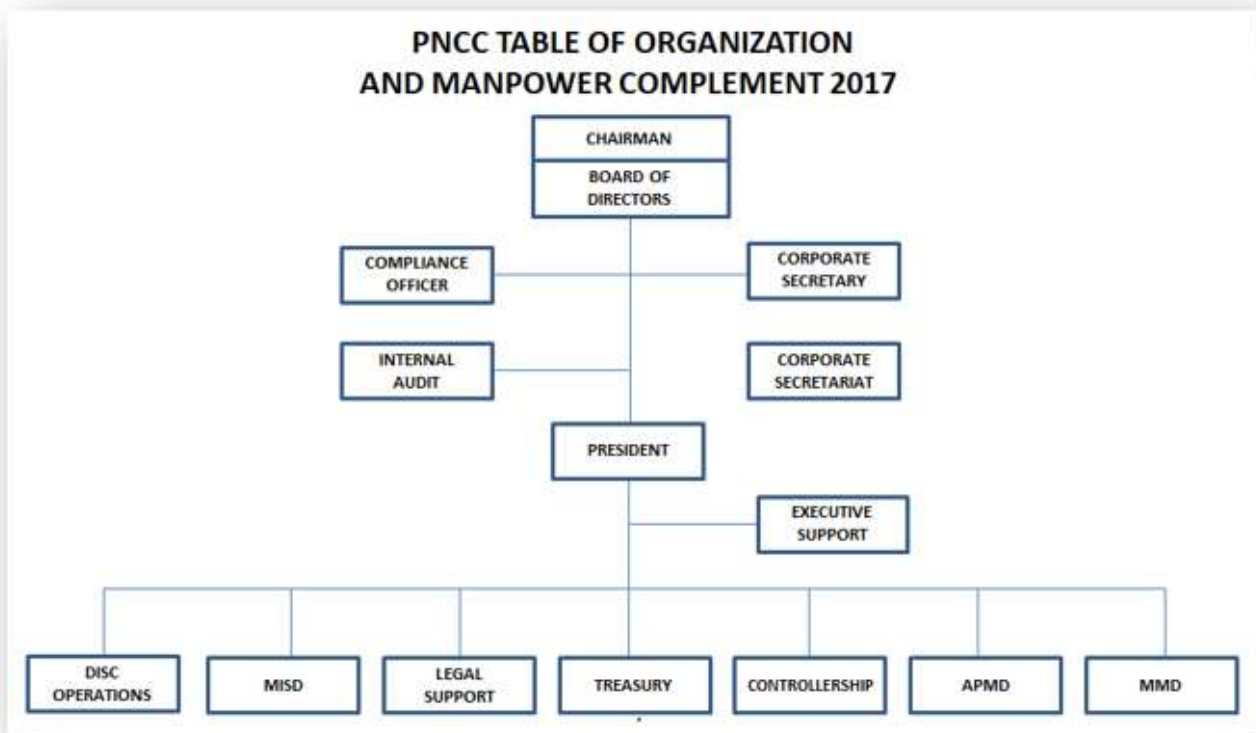 PNCC TABLE OF ORGANIZATION
AND MANPOWER COMPLEMENT 2017
CHAIRMAN
BOARD OF
DIRECTORS
COMPLIANCE
OFFICER
CORPORATE
SECRETARY
INTERNAL
AUDIT
CORPORATE
SECRETARIAT
PRESIDENT
EXECUTIVE
SUPPORT
DISC
OPERATIONS
MISD
LEGAL
SUPPORT
TREASURY
CONTROLLERSHIP
APMD
MMD